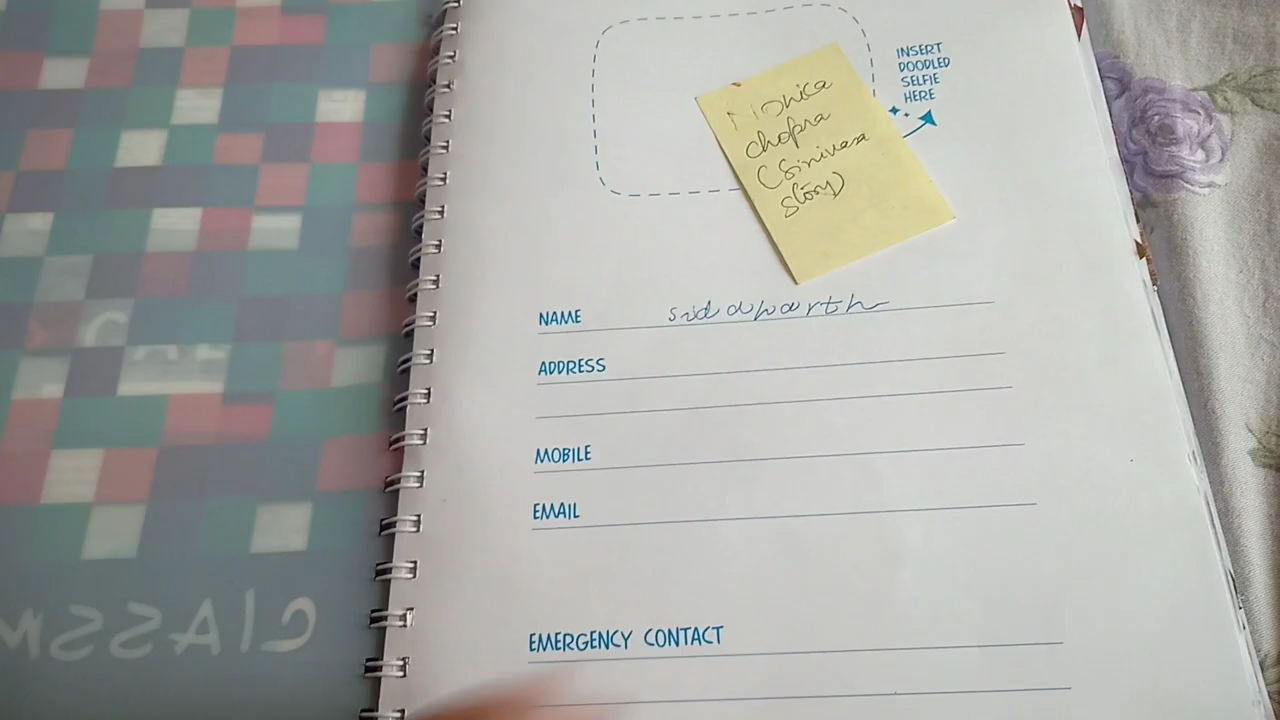 INSERT
DOODLED
SELFIE
HERE
Monica
chopra
(Srinivasa
story)
NAME siddharth
ADDRESS
MOBILE
EMAIL
EMERGENCY CONTACT